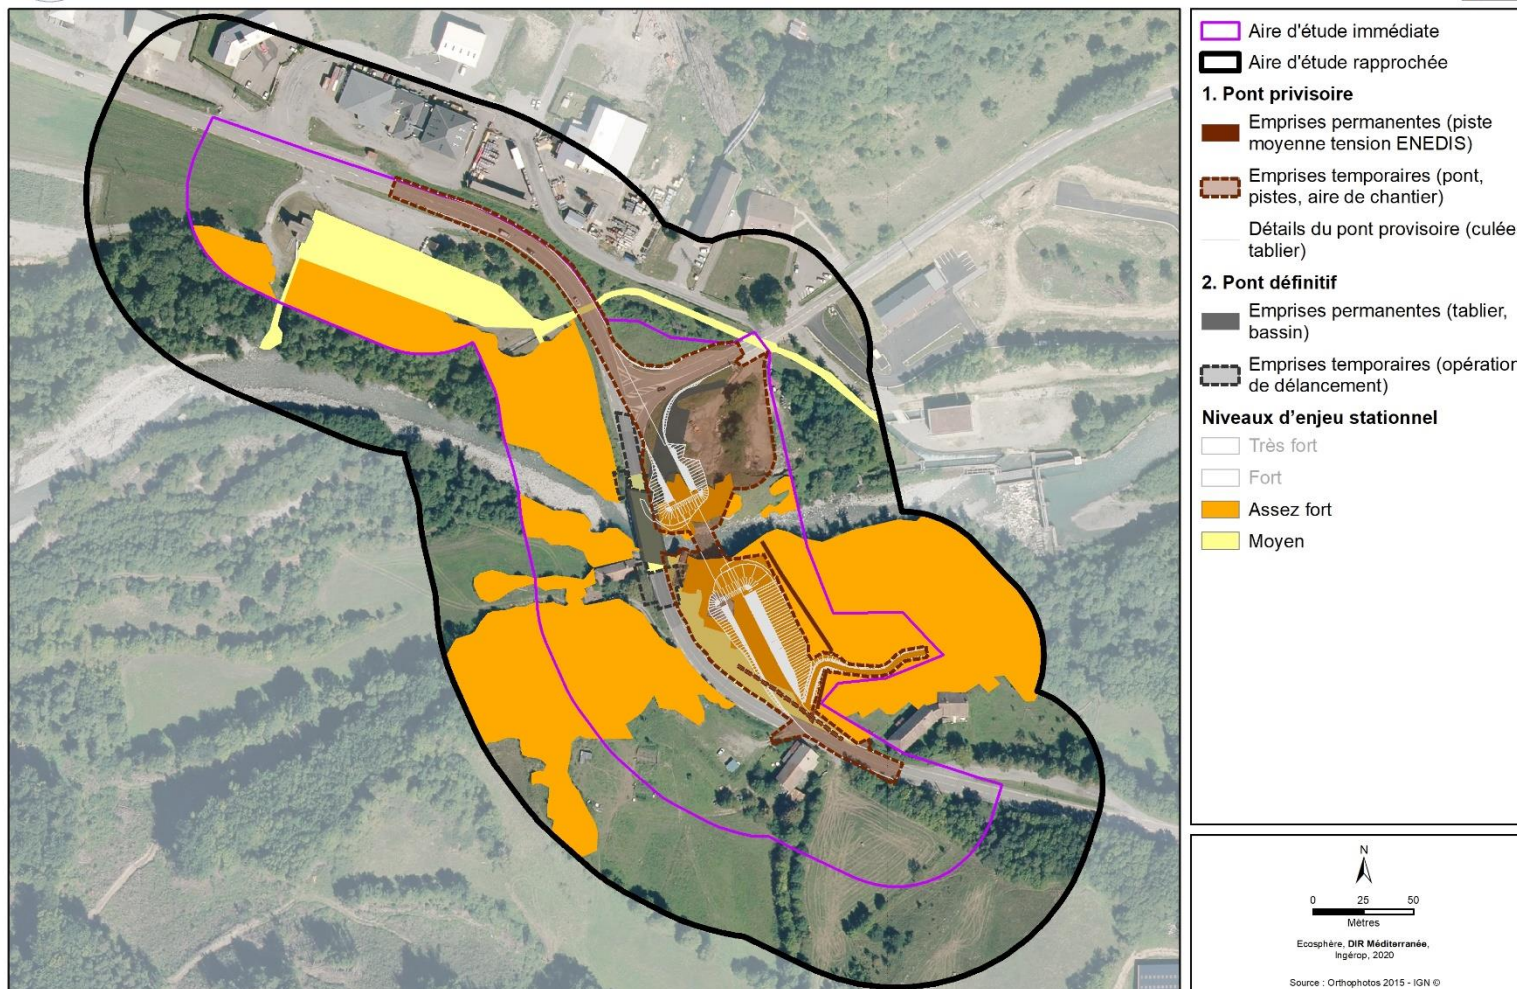 Aire d'étude immédiate
Aire d'étude rapprochée
1. Pont privisoire
Emprises permanentes (piste
moyenne tension ENEDIS)
Emprises temporaires (pont,
pistes, aire de chantier)
Détails du pont provisoire (culée
tablier)
2. Pont définitif
Emprises permanentes (tablier,
bassin)
Emprises temporaires (opération
de délancement)
Niveaux d'enjeu stationnel
Très fort
Fort
Assez fort
Moyen
N
0 25 50
Mètres
Ecosphère, DIR Méditerranée,
Ingérop, 2020
Source : Orthophotos 2015 - IGN ©